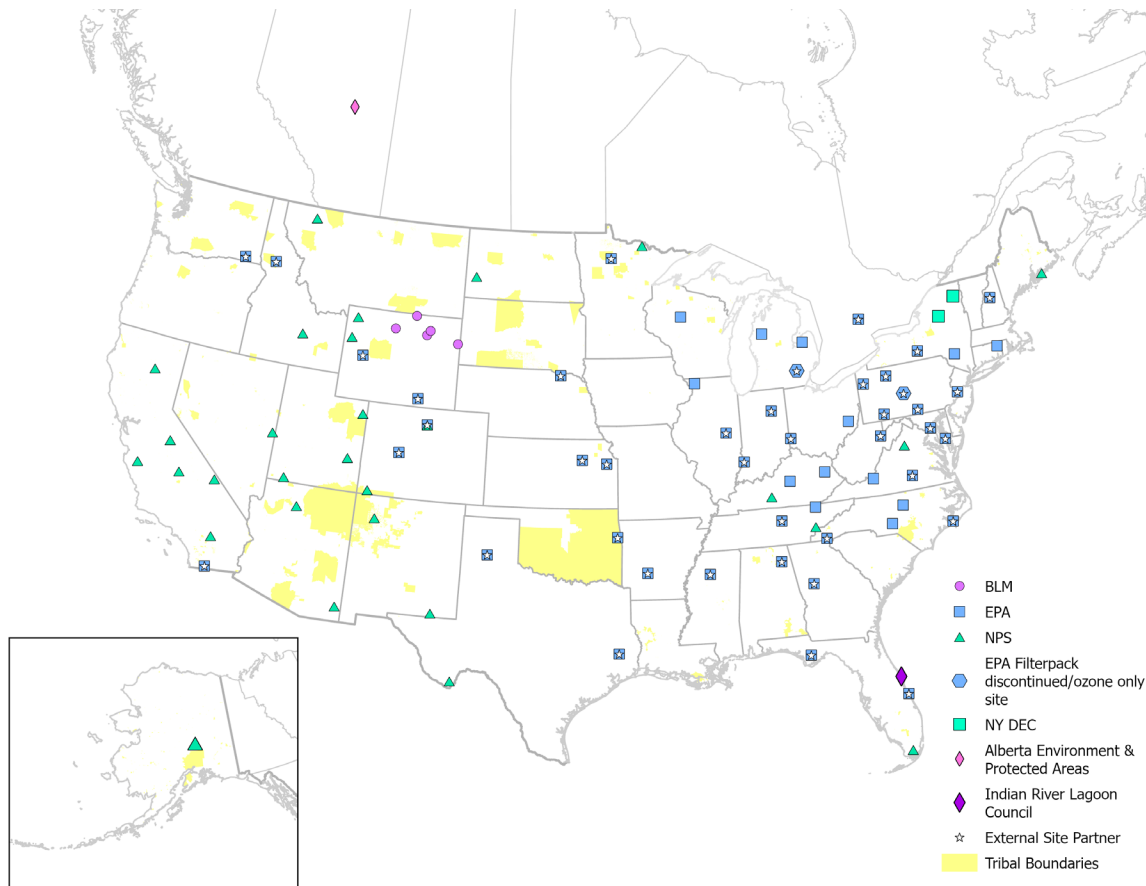 BLM
EPA
NPS
EPA Filterpack
discontinued/ozone only
site
NY DEC
Alberta Environment &
Protected Areas
Indian River Lagoon
Council
External Site Partner
Tribal Boundaries